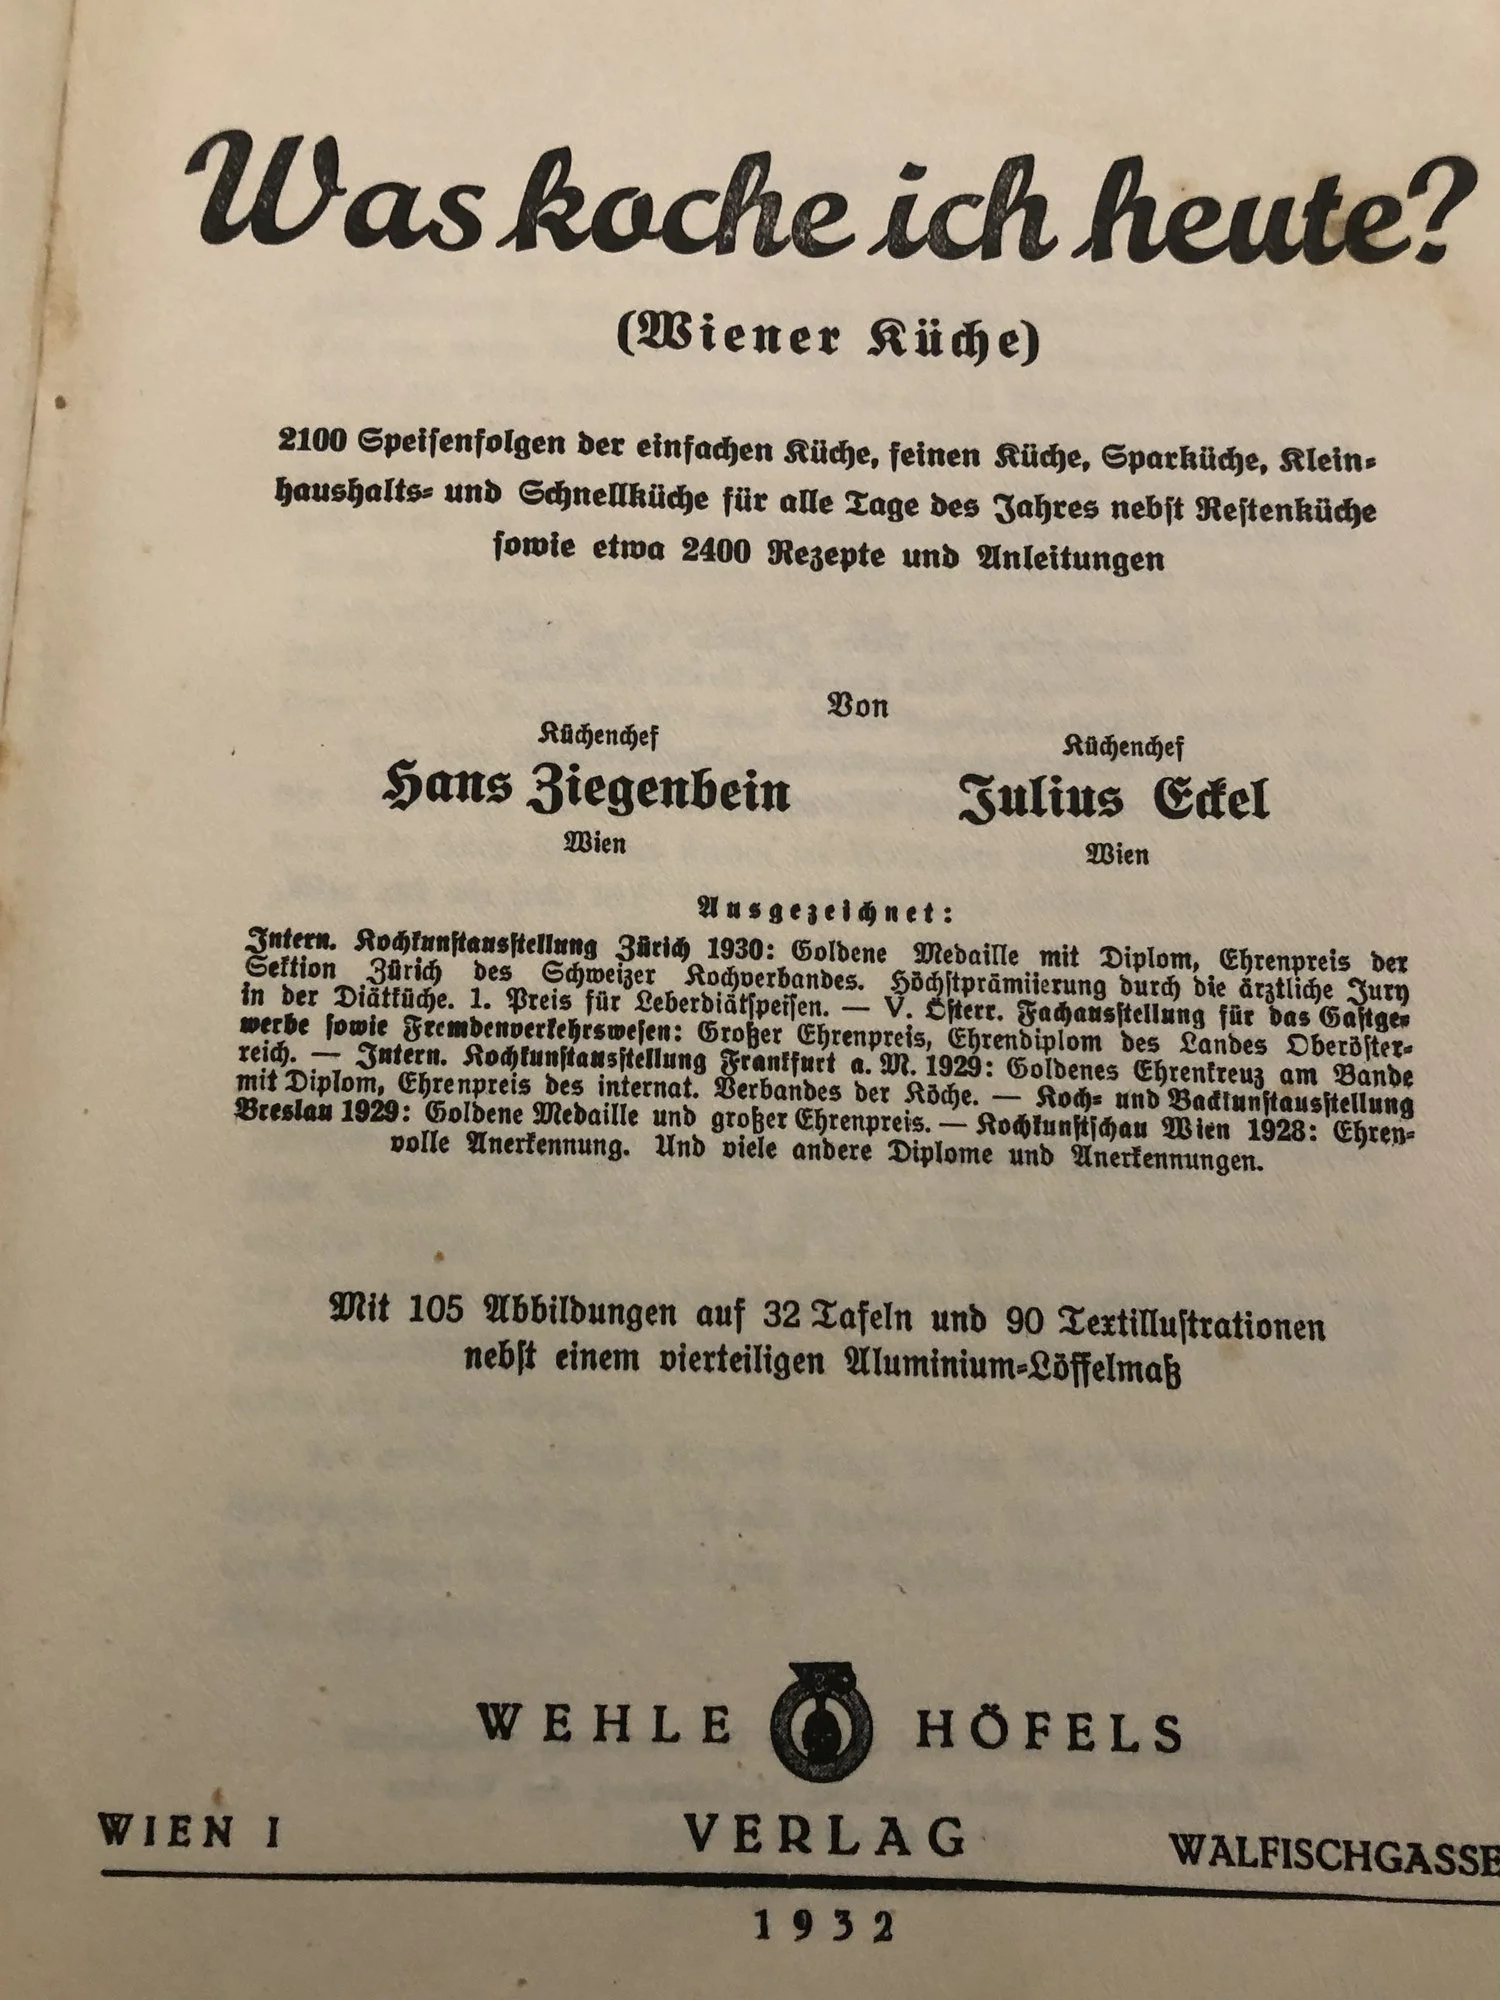 Was koche ich heute?
(Wiener Küche)
2100 Speisenfolgen der einfachen Küche, feinen Küche, Sparküche, Klein-
haushalts- und Schnellküche für alle Tage des Jahres nebst Restenküche
sowie etwa 2400 Rezepte und Anleitungen
Von
Küchenchef
Hans Ziegenbein
Wien
Küchenchef
Julius Eckel
Wien
Ausgezeichnet:
Intern. Kochkunstausstellung Zürich 1930: Goldene Medaille mit Diplom, Ehrenpreis der
Sektion Zürich des Schweizer Kochverbandes. Höchstprämiierung durch die ärztliche Jury
in der Diätküche. 1. Preis für Leberdiätspeisen. — V. Österr. Fachausstellung für das Gastge-
werbe sowie Fremdenverkehrswesen: Großer Ehrenpreis, Ehrendiplom des Landes Oberöster-
reich. — Intern. Kochkunstausstellung Frankfurt a. M. 1929: Goldenes Ehrenkreuz am Bande
mit Diplom, Ehrenpreis des internat. Verbandes der Köche. — Koch- und Backkunstausstellung
Breslau 1929: Goldene Medaille und großer Ehrenpreis. — Kochkunstschau Wien 1928: Ehren-
volle Anerkennung. Und viele andere Diplome und Anerkennungen.
Mit 105 Abbildungen auf 32 Tafeln und 90 Textillustrationen
nebst einem vierteiligen Aluminium-Löffelmaß
WEHLE HÖFELS
WIEN I VERLAG WALFISCHGASSE
1932